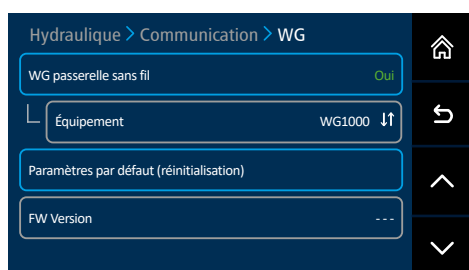 Hydraulique > Communication > WG
WG passerelle sans fil Oui
Équipement WG1000
Paramètres par défaut (réinitialisation)
FW Version ---